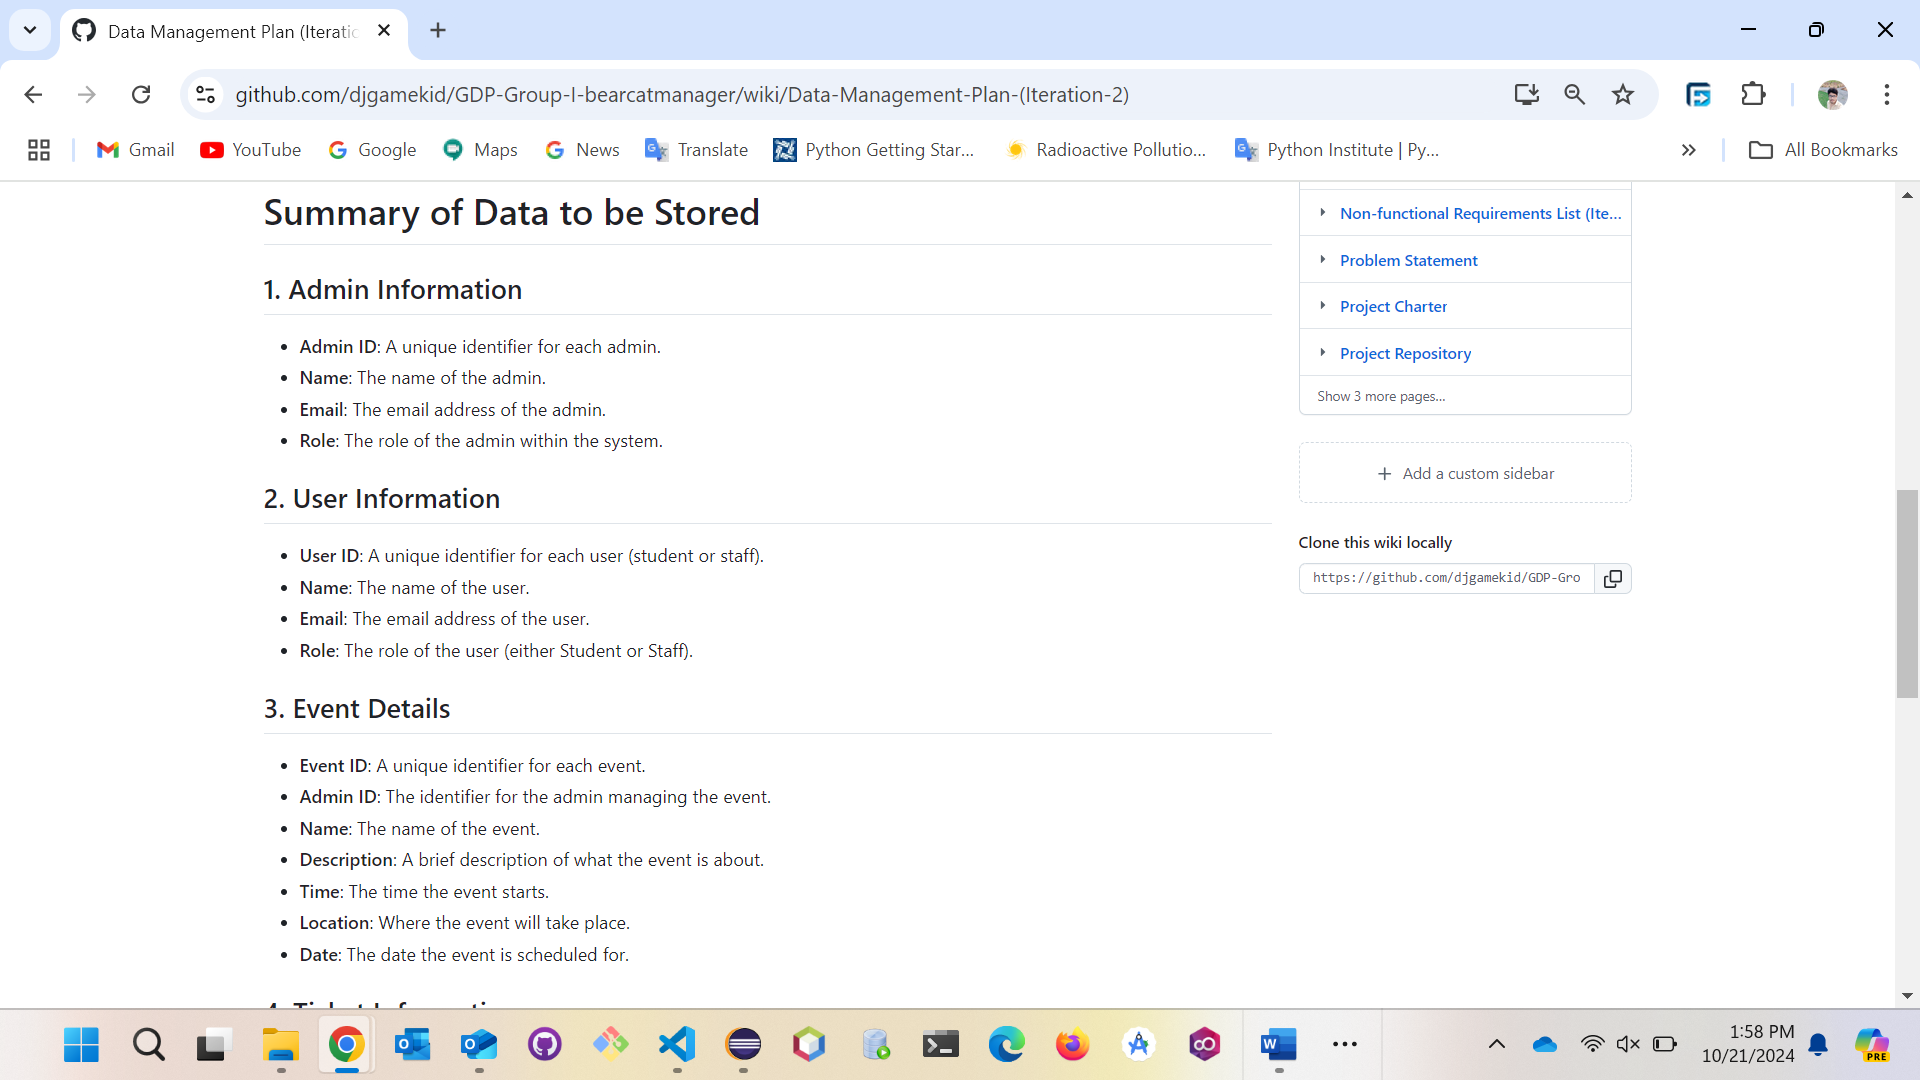 Data Management Plan (Iteratio
github.com/djgamekid/GDP-Group-I-bearcatmanager/wiki/Data-Management-Plan-(Iteration-2)
Gmail
YouTube
Google
Maps
News
Translate
Python Getting Star...
Radioactive Pollutio...
Python Institute | Py...
All Bookmarks
Summary of Data to be Stored
1. Admin Information
• Admin ID: A unique identifier for each admin.
• Name: The name of the admin.
• Email: The email address of the admin.
• Role: The role of the admin within the system.
2. User Information
• User ID: A unique identifier for each user (student or staff).
• Name: The name of the user.
• Email: The email address of the user.
• Role: The role of the user (either Student or Staff).
3. Event Details
• Event ID: A unique identifier for each event.
• Admin ID: The identifier for the admin managing the event.
• Name: The name of the event.
• Description: A brief description of what the event is about.
• Time: The time the event starts.
• Location: Where the event will take place.
• Date: The date the event is scheduled for.
Non-functional Requirements List (Ite...
Problem Statement
Project Charter
Project Repository
Show 3 more pages...
+ Add a custom sidebar
Clone this wiki locally
https://github.com/djgamekid/GDP-Gro
1:58 PM
10/21/2024
PRE